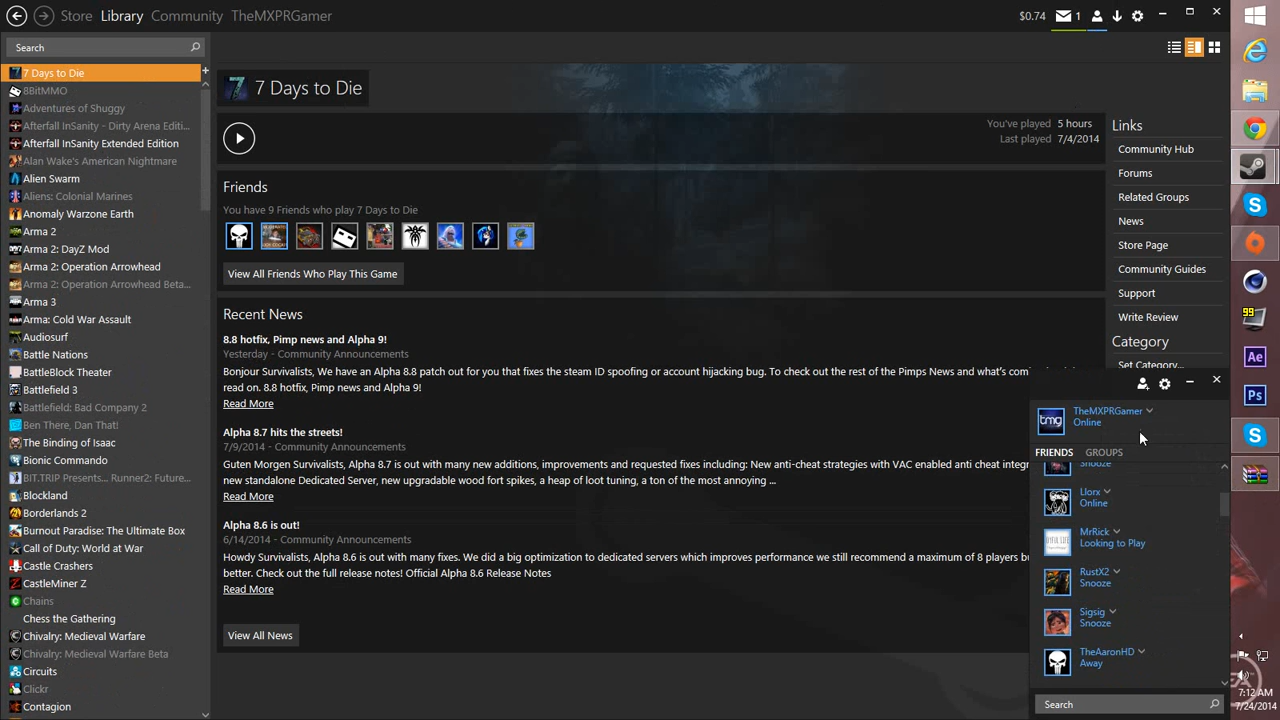 Store Library Community TheMXPRGamer
$0.74 1
Search
7 Days to Die
8BitMMO
Adventures of Shuggy
Afterfall InSanity - Dirty Arena Editi...
Afterfall InSanity Extended Edition
Alan Wake's American Nightmare
Alien Swarm
Aliens: Colonial Marines
Anomaly Warzone Earth
Arma 2
Arma 2: DayZ Mod
Arma 2: Operation Arrowhead
Arma 2: Operation Arrowhead Beta...
Arma 3
Arma: Cold War Assault
Audiosurf
Battle Nations
BattleBlock Theater
Battlefield 3
Battlefield: Bad Company 2
Ben There, Dan That!
The Binding of Isaac
Bionic Commando
BIT.TRIP Presents... Runner2: Future...
Blockland
Borderlands 2
Burnout Paradise: The Ultimate Box
Call of Duty: World at War
Castle Crashers
CastleMiner Z
Chains
Chess the Gathering
Chivalry: Medieval Warfare
Chivalry: Medieval Warfare Beta
Circuits
Clickr
Contagion
7 7 Days to Die
You've played 5 hours
Last played 7/4/2014
Friends
You have 9 Friends who play 7 Days to Die
View All Friends Who Play This Game
Recent News
8.8 hotfix, Pimp news and Alpha 9!
Yesterday - Community Announcements
Bonjour Survivalists, We have an Alpha 8.8 patch out for you that fixes the steam ID spoofing or account hijacking bug. To check out the rest of the Pimps News and what's comi
read on. 8.8 hotfix, Pimp news and Alpha 9!
Read More
Alpha 8.7 hits the streets!
7/9/2014 - Community Announcements
Guten Morgen Survivalists, Alpha 8.7 is out with many new additions, improvements and requested fixes including: New anti-cheat strategies with VAC enabled anti cheat integ
new standalone Dedicated Server, new upgradable wood fort spikes, a map of loot tuning, a ton of the most annoying ...
Read More
Alpha 8.6 is out!
6/14/2014 - Community Announcements
Howdy Survivalists, Alpha 8.6 is out with many fixes. We did a big optimization to dedicated servers which improves performance we still recommend a maximum of 8 players bu
better. Check out the full release notes! Official Alpha 8.6 Release Notes
Read More
View All News
Links
Community Hub
Forums
Related Groups
News
Store Page
Community Guides
Support
Write Review
Category
Set Category...
tmg
TheMXPRGamer
Online
FRIENDS GROUPS
Snooze
Llorx
Online
MrRick
Looking to Play
RustX2
Snooze
Sigsig
Snooze
TheAaronHD
Away
Search
99
Ae
Ps
7:12 AM
7/24/2014